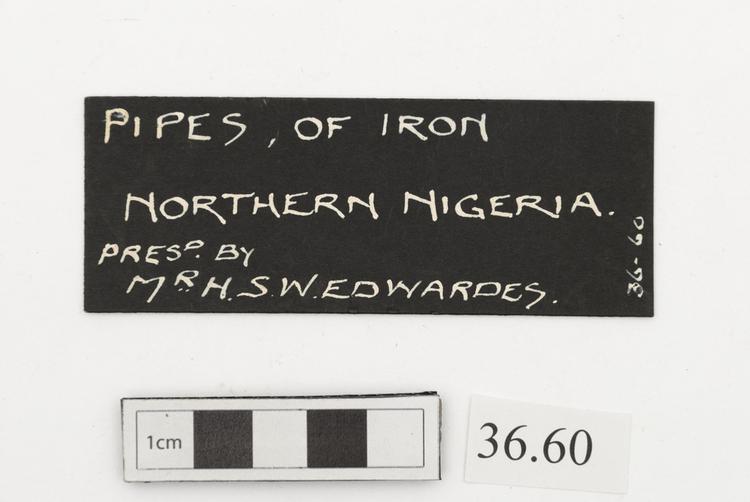 PIPES, OF IRON
NORTHERN NIGERIA.
PRESD. BY
MR H.S.W.EDWARDES.
36-60
1cm
36.60